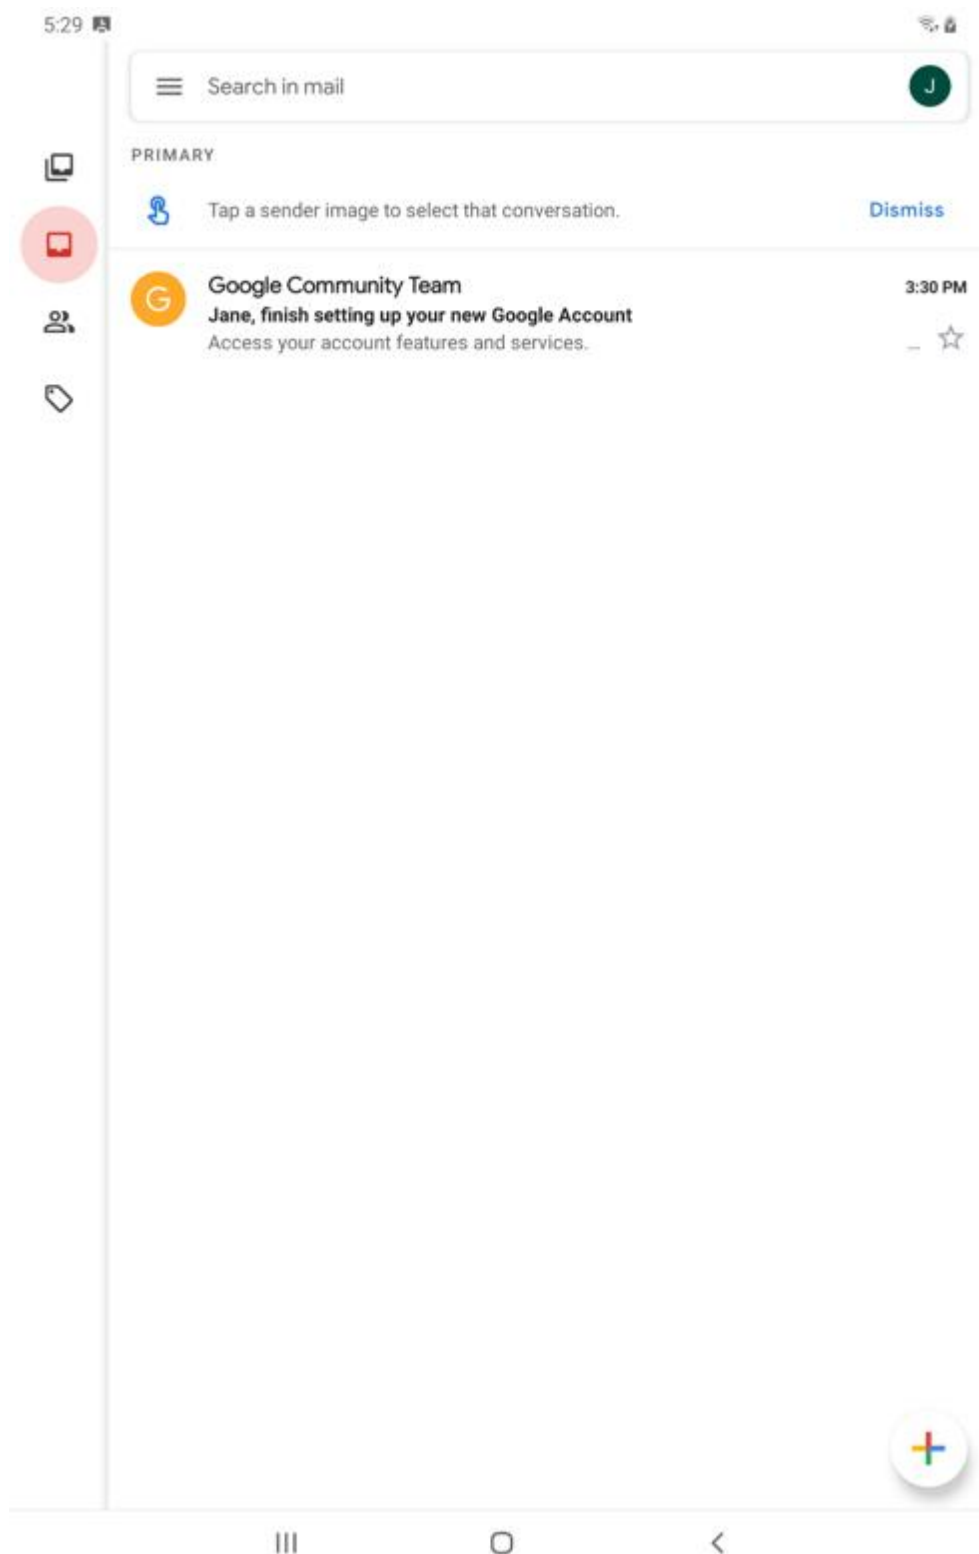 5:29
Search in mail
J
PRIMARY
Tap a sender image to select that conversation.
Dismiss
G
Google Community Team
3:30 PM
Jane, finish setting up your new Google Account
Access your account features and services.